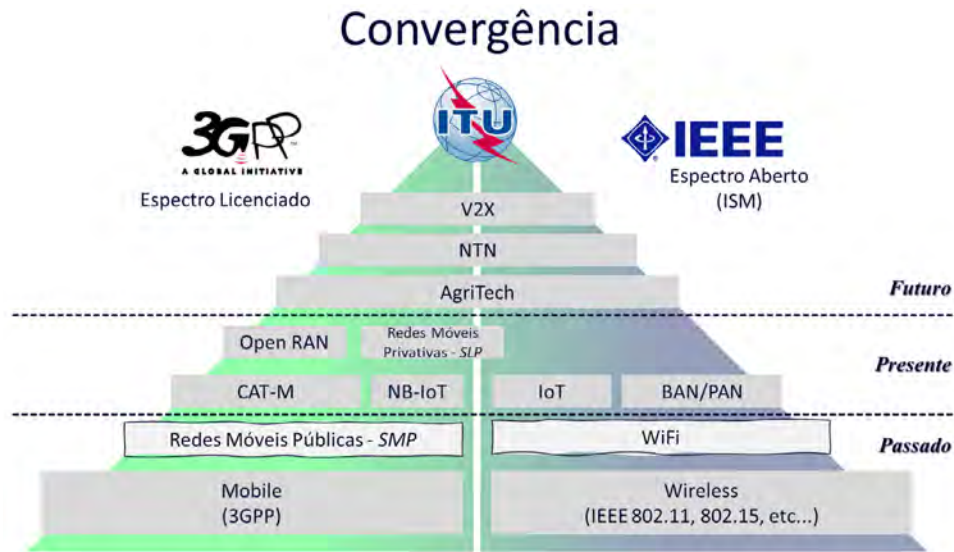 Convergência
ITU
3GPP
™
A GLOBAL INITIATIVE
Espectro Licenciado
IEEE
®
Espectro Aberto
(ISM)
V2X
NTN
AgriTech
Futuro
Open RAN
Redes Móveis
Privativas - SLP
Presente
CAT-M
NB-IoT
IoT
BAN/PAN
Redes Móveis Públicas - SMP
WiFi
Passado
Mobile
(3GPP)
Wireless
(IEEE 802.11, 802.15, etc...)